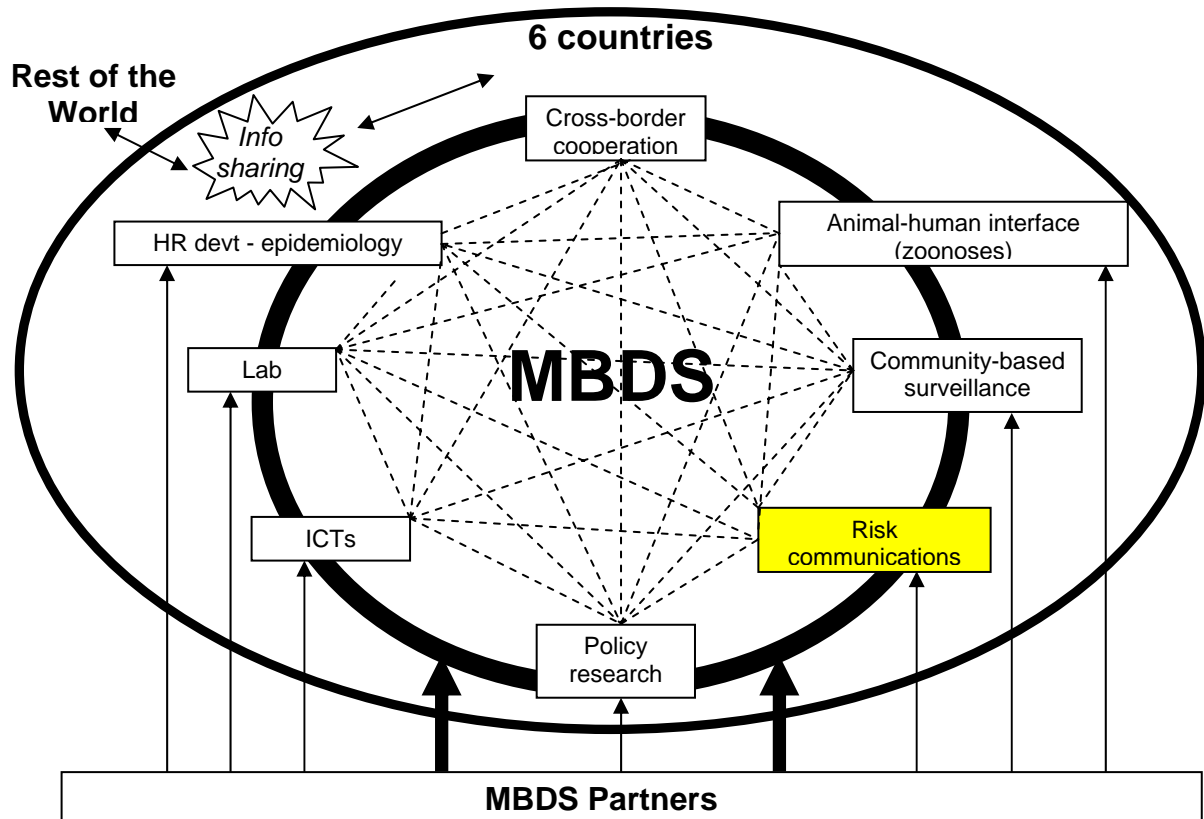 6 countries
Rest of the
World
Info
sharing
Cross-border
cooperation
HR devt - epidemiology
Animal-human interface
(zoonoses)
Lab
MBDS
Community-based
surveillance
ICTs
Risk
communications
Policy
research
MBDS Partners